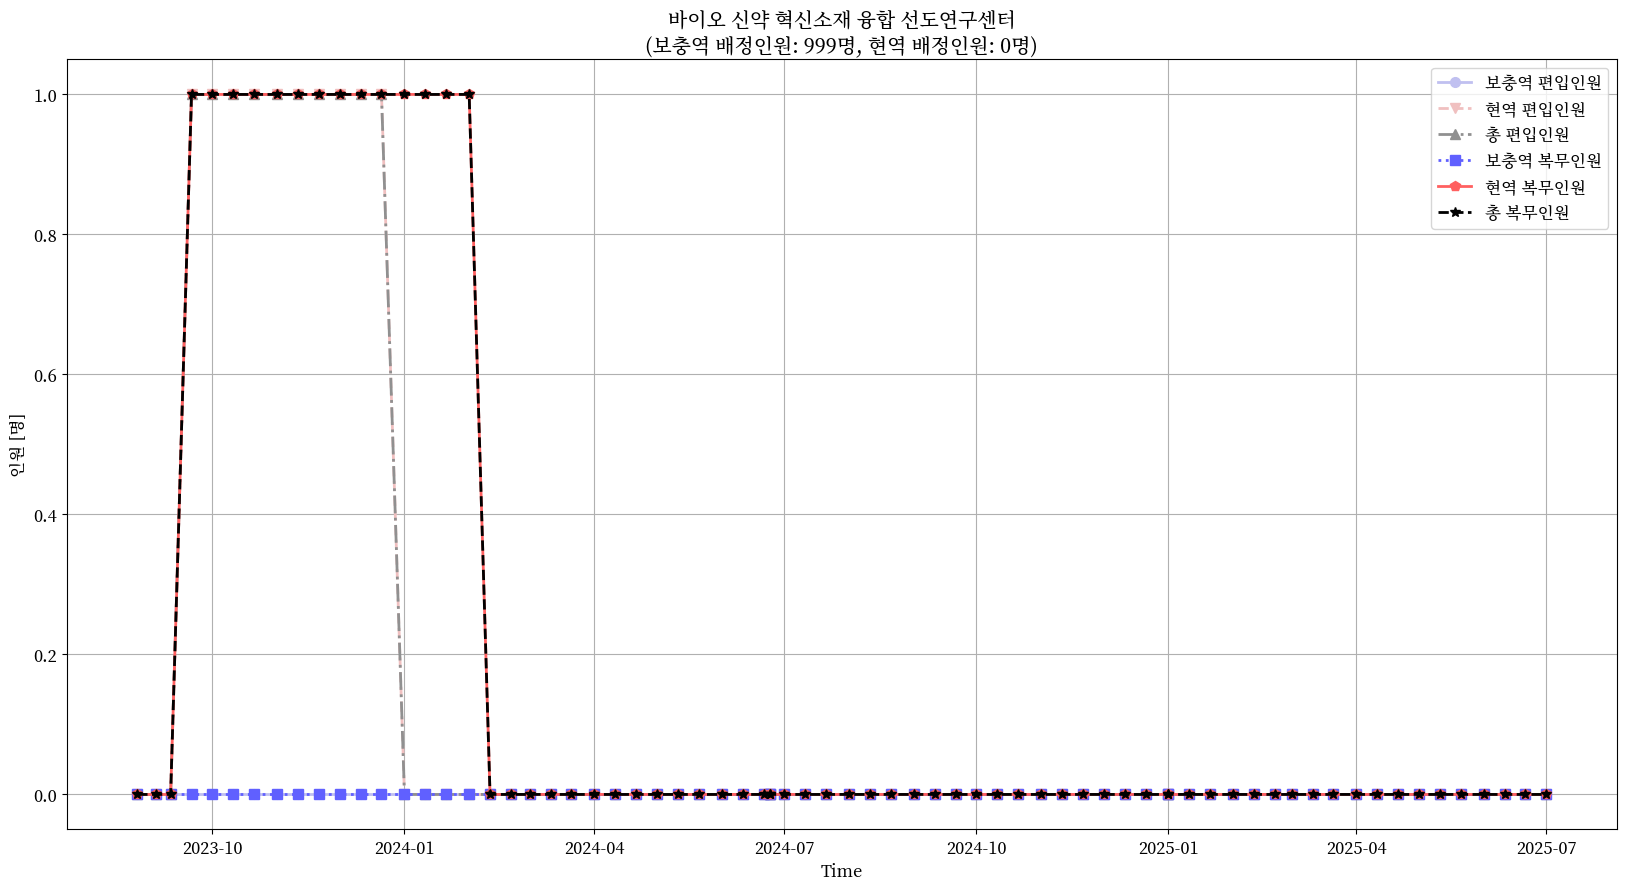 바이오 신약 혁신소재 융합 선도연구센터
(보충역 배정인원: 999명, 현역 배정인원: 0명)
보충역 편입인원
현역 편입인원
총 편입인원
보충역 복무인원
현역 복무인원
총 복무인원
인원 [명]
1.0
0.8
0.6
0.4
0.2
0.0
2023-10
2024-01
2024-04
2024-07
2024-10
2025-01
2025-04
2025-07
Time